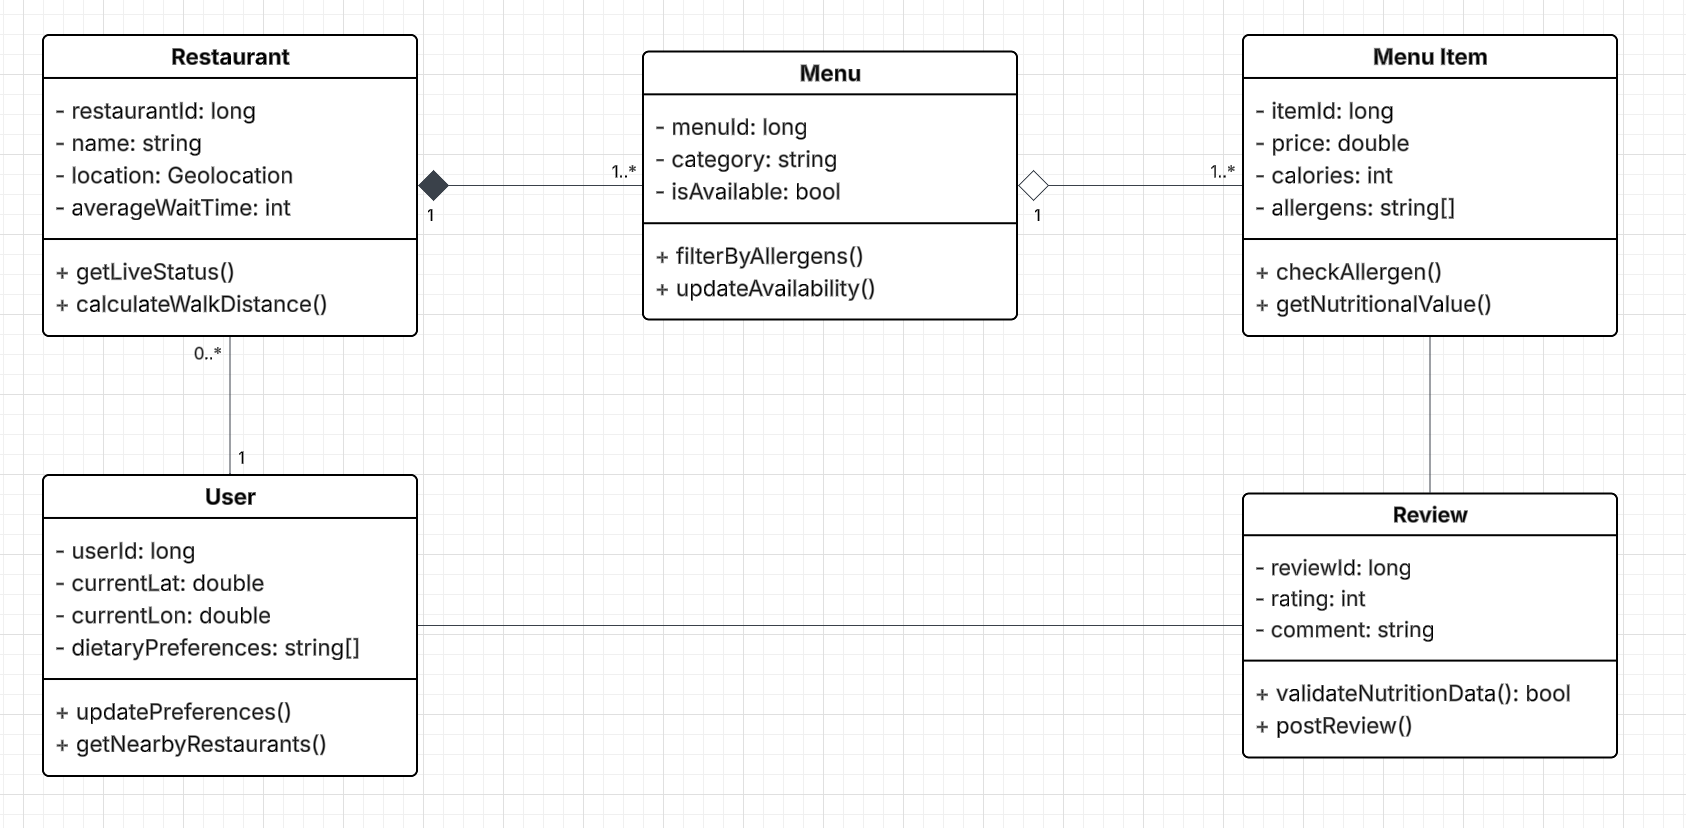 Restaurant
- restaurantId: long
- name: string
- location: Geolocation
- averageWaitTime: int
+ getLiveStatus()
+ calculateWalkDistance()
1
1..*
Menu
- menuId: long
- category: string
- isAvailable: bool
+ filterByAllergens()
+ updateAvailability()
1
1..*
Menu Item
- itemId: long
- price: double
- calories: int
- allergens: string[]
+ checkAllergen()
+ getNutritionalValue()
0..*
1
User
- userId: long
- currentLat: double
- currentLon: double
- dietaryPreferences: string[]
+ updatePreferences()
+ getNearbyRestaurants()
Review
- reviewId: long
- rating: int
- comment: string
+ validateNutritionData(): bool
+ postReview()